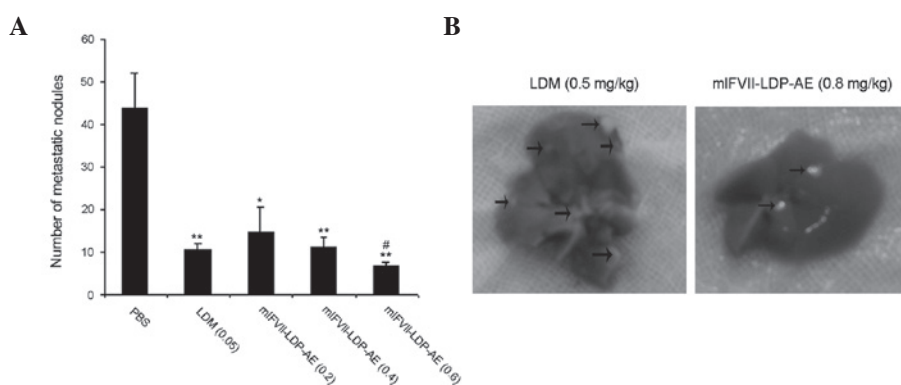 A
Number of metastatic nodules
60
50
40
30
20
10
0
**
*
**
#
**
PBS
LDM (0.05)
mIFVII-LDP-AE (0.2)
mIFVII-LDP-AE (0.4)
mIFVII-LDP-AE (0.6)
B
LDM (0.5 mg/kg)
mIFVII-LDP-AE (0.8 mg/kg)